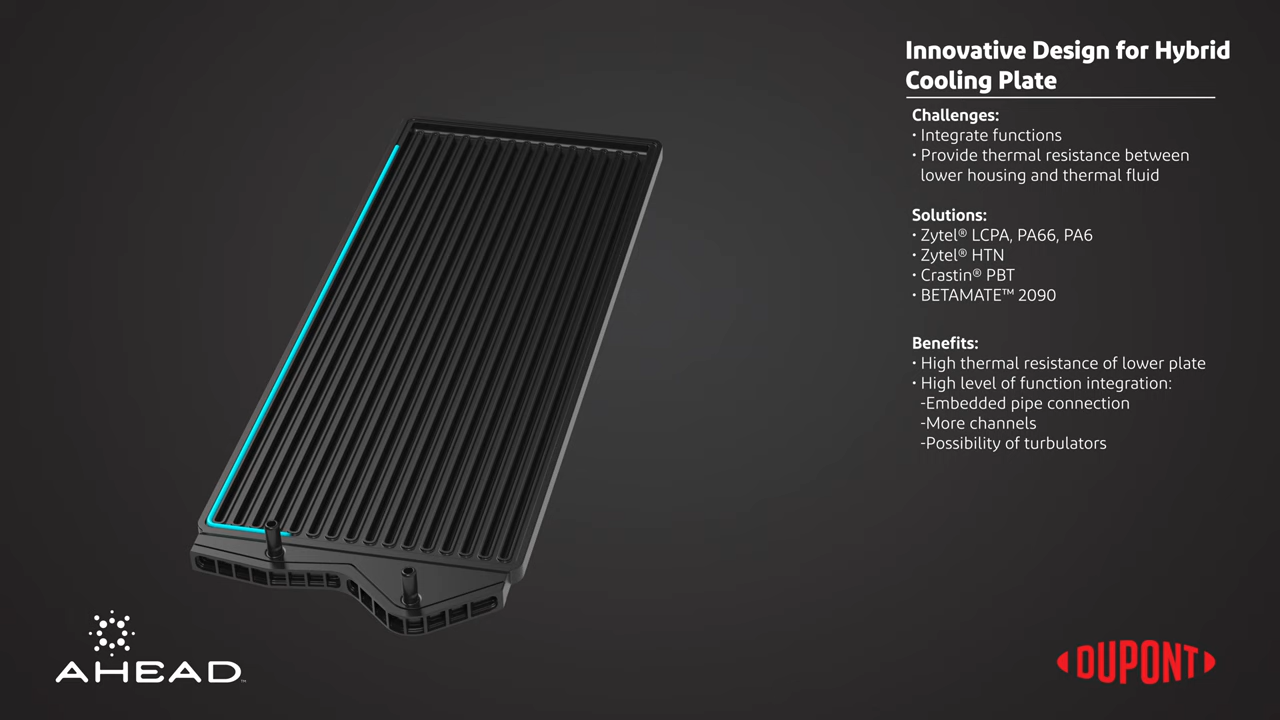 Innovative Design for Hybrid
Cooling Plate
Challenges:
· Integrate functions
· Provide thermal resistance between
lower housing and thermal fluid
Solutions:
· Zytel® LCPA, PA66, PA6
· Zytel® HTN
· Crastin® PBT
· BETAMATE™ 2090
Benefits:
· High thermal resistance of lower plate
· High level of function integration:
-Embedded pipe connection
-More channels
-Possibility of turbulators
AHEAD™
DUPONT